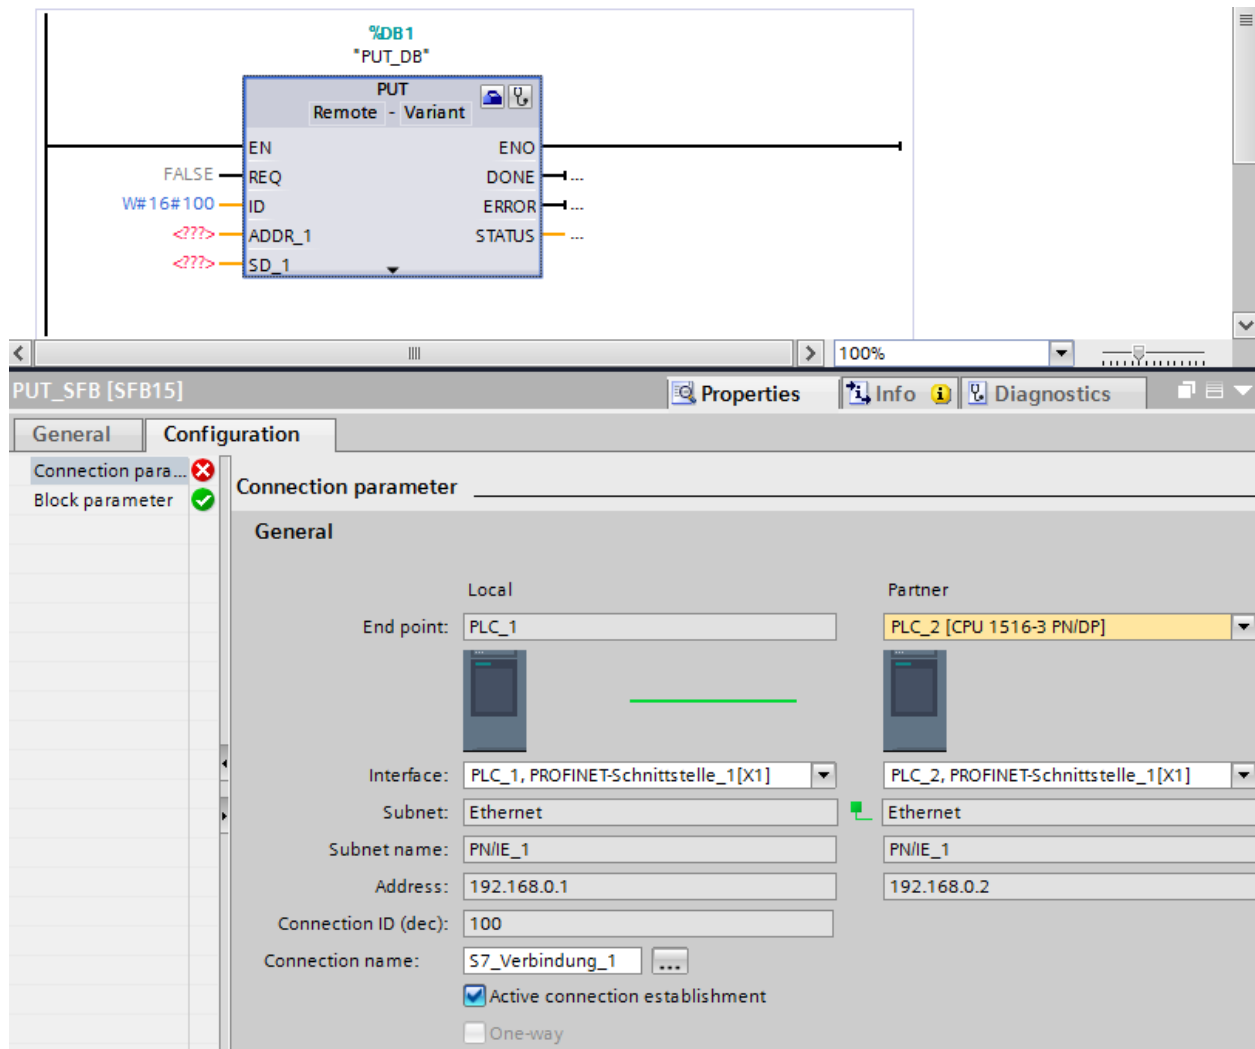 %DB1
"PUT_DB"
PUT
Remote - Variant
EN ENO
FALSE REQ DONE ...
W#16#100 ID ERROR ...
<???> ADDR_1 STATUS ...
<???> SD_1
100%
PUT_SFB [SFB15] Properties Info Diagnostics
General Configuration
Connection para...
Block parameter
Connection parameter
General
Local Partner
End point: PLC_1 PLC_2 [CPU 1516-3 PN/DP]
Interface: PLC_1, PROFINET-Schnittstelle_1[X1] PLC_2, PROFINET-Schnittstelle_1[X1]
Subnet: Ethernet Ethernet
Subnet name: PN/IE_1 PN/IE_1
Address: 192.168.0.1 192.168.0.2
Connection ID (dec): 100
Connection name: S7_Verbindung_1 ...
Active connection establishment
One-way